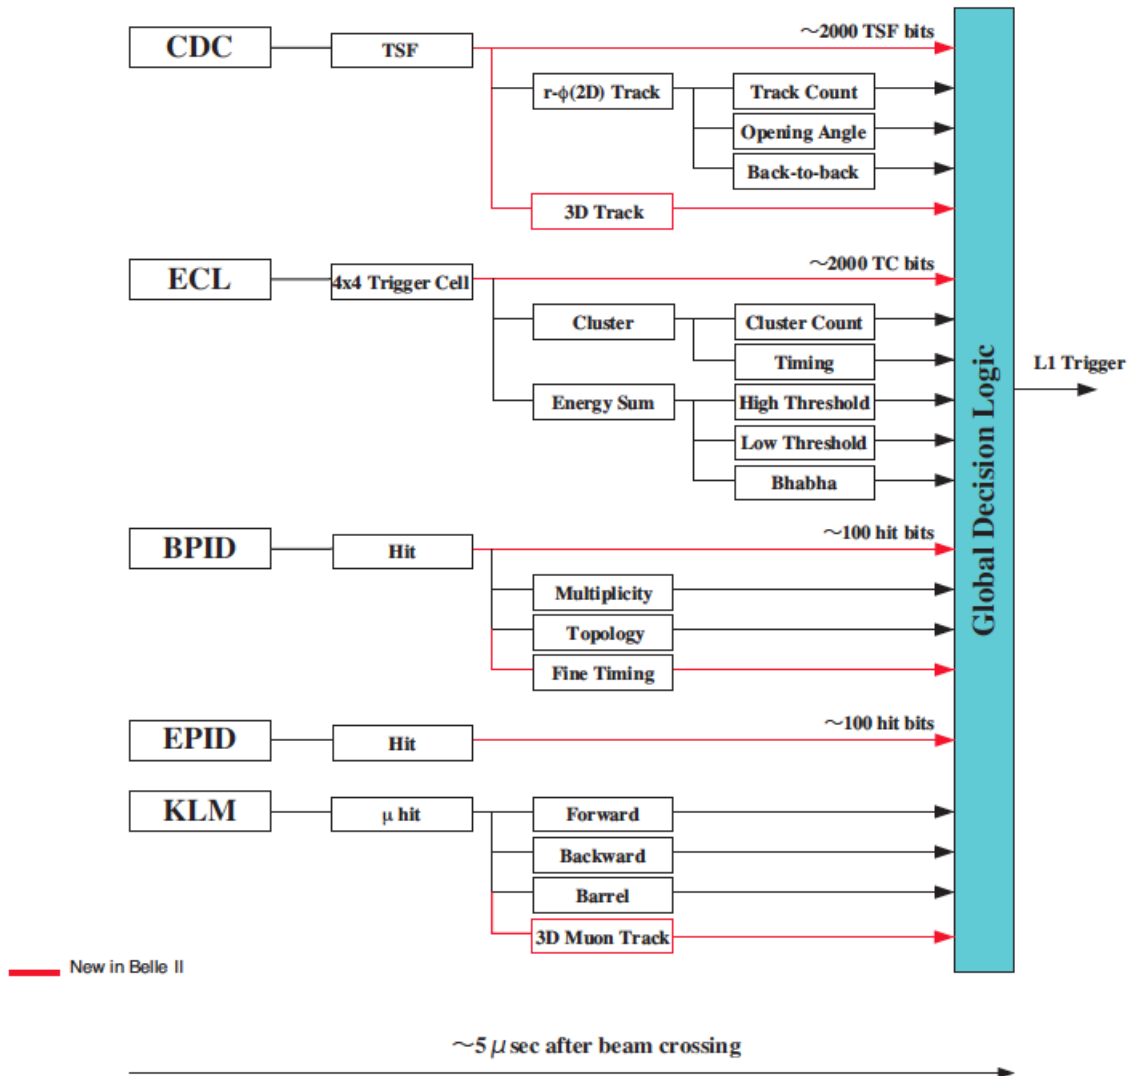 CDC
TSF
~2000 TSF bits
r-ϕ(2D) Track
Track Count
Opening Angle
Back-to-back
3D Track
ECL
4x4 Trigger Cell
~2000 TC bits
Cluster
Cluster Count
Timing
Energy Sum
High Threshold
Low Threshold
Bhabha
BPID
Hit
~100 hit bits
Multiplicity
Topology
Fine Timing
EPID
Hit
~100 hit bits
KLM
μ hit
Forward
Backward
Barrel
3D Muon Track
Global Decision Logic
L1 Trigger
New in Belle II
~5 μ sec after beam crossing